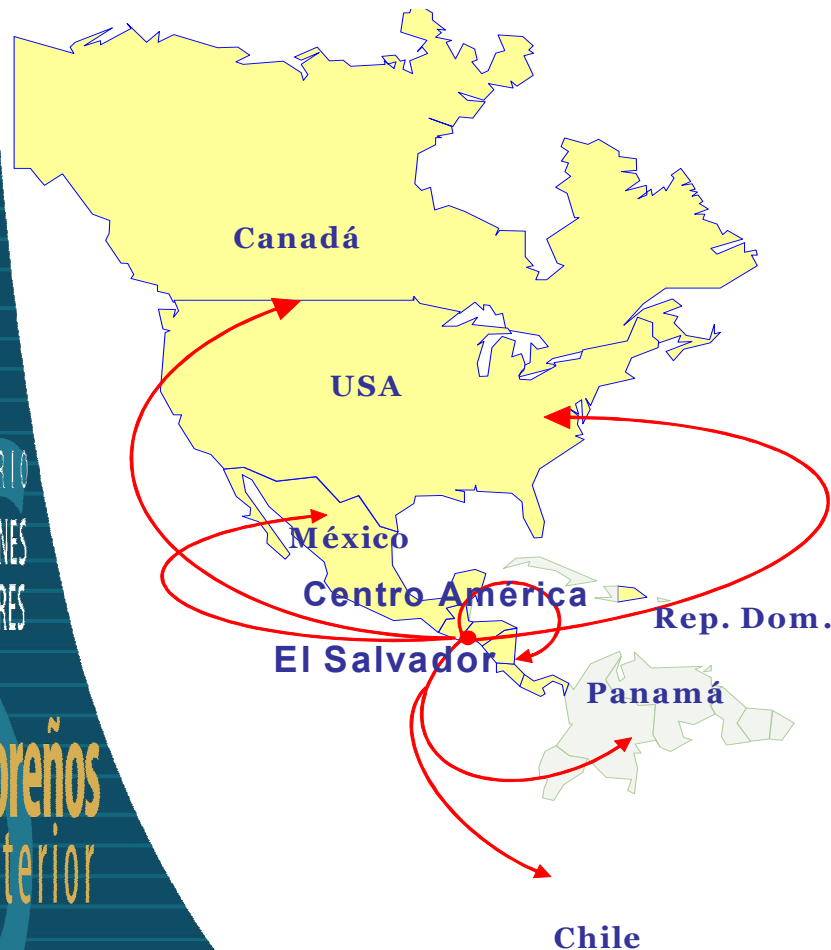 Canadá
USA
México
Centro América
Rep. Dom.
El Salvador
Panamá
Chile